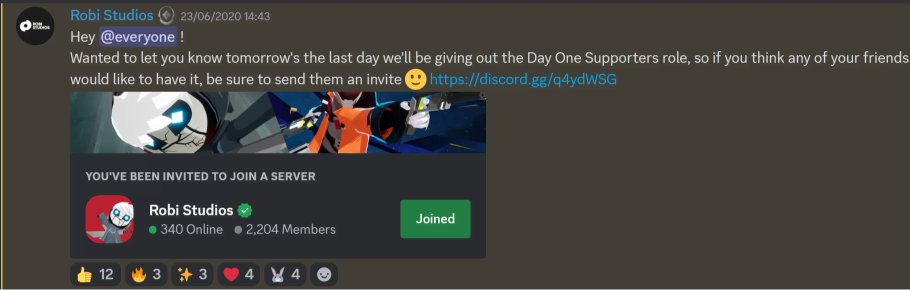 ROBI
STUDIOS
Robi Studios 23/06/2020 14:43
Hey @everyone !
Wanted to let you know tomorrow's the last day we'll be giving out the Day One Supporters role, so if you think any of your friends
would like to have it, be sure to send them an invite 🙂 https://discord.gg/q4ydWSG
YOU'VE BEEN INVITED TO JOIN A SERVER
Robi Studios
340 Online 2,204 Members
Joined
👍 12 🔥 3 ✨ 3 ❤️ 4 🐰 4